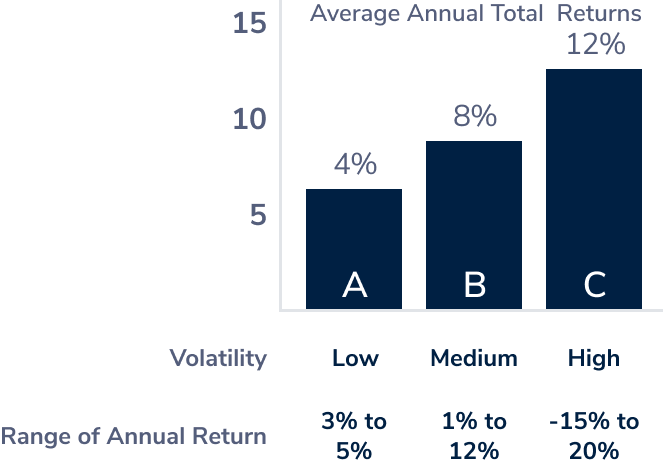 Average Annual Total Returns
15
12%
10
8%
4%
5
A B C
Volatility Low Medium High
Range of Annual Return 3% to 5% 1% to 12% -15% to 20%